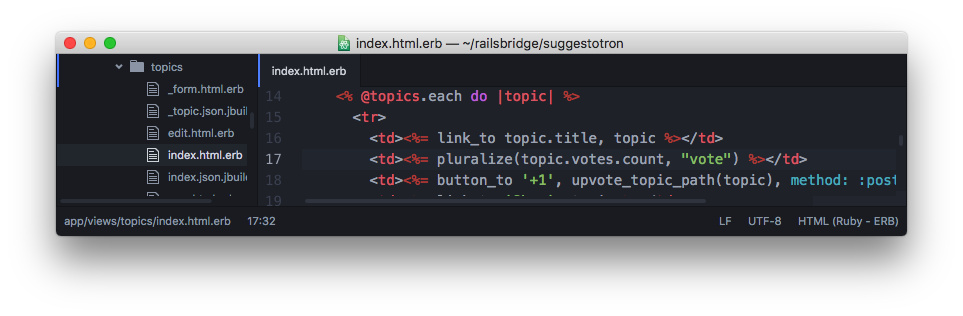 index.html.erb — ~/railsbridge/suggestotron
topics
_form.html.erb
_topic.json.jbuil
edit.html.erb
index.html.erb
index.json.jbuil
index.html.erb
14 <% @topics.each do |topic| %>
15 <tr>
16 <td><%= link_to topic.title, topic %></td>
17 <td><%= pluralize(topic.votes.count, "vote") %></td>
18 <td><%= button_to '+1', upvote_topic_path(topic), method: :post
19
app/views/topics/index.html.erb 17:32 LF UTF-8 HTML (Ruby - ERB)